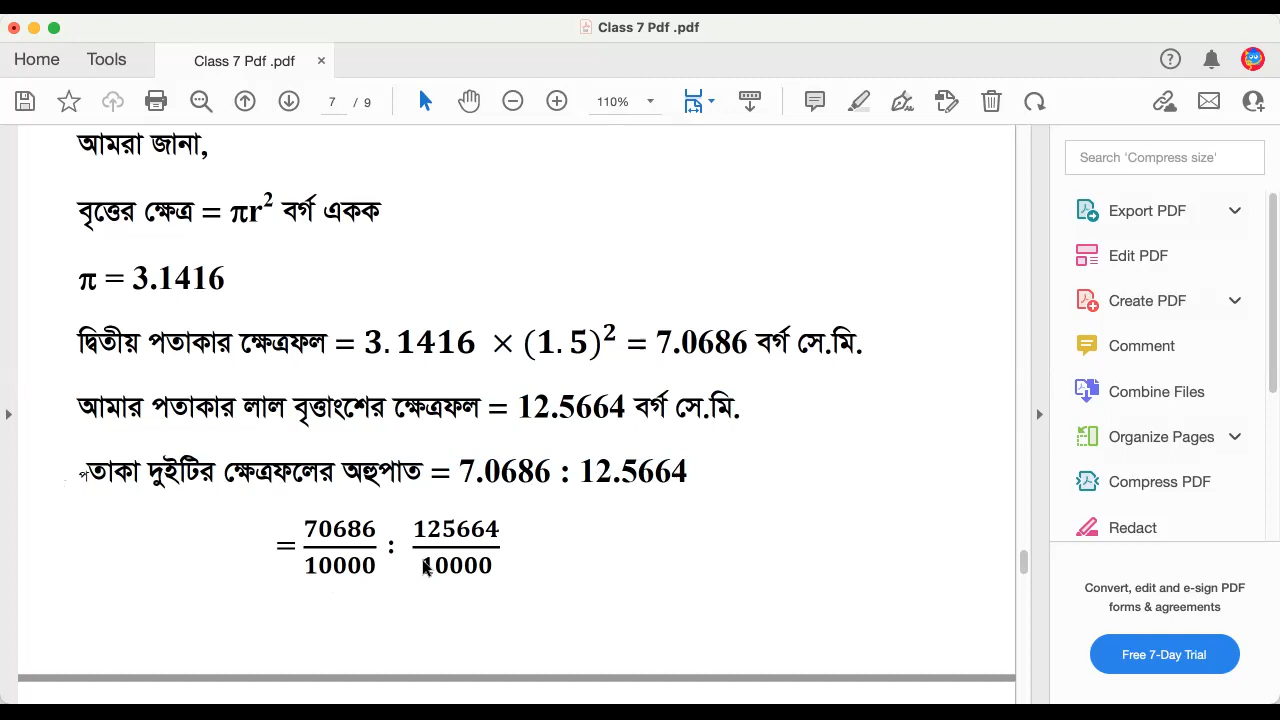 Class 7 Pdf .pdf
Home Tools Class 7 Pdf .pdf ×
7 / 9 110%
আমরা জানা,
বৃত্তের ক্ষেত্র = πr² বর্গ একক
π = 3.1416
দ্বিতীয় পতাকার ক্ষেত্রফল = 3.1416 × (1.5)² = 7.0686 বর্গ সে.মি.
আমার পতাকার লাল বৃত্তাংশের ক্ষেত্রফল = 12.5664 বর্গ সে.মি.
পতাকা দুইটির ক্ষেত্রফলের অহুপাত = 7.0686 : 12.5664
= 70686/10000 : 125664/10000
Search 'Compress size'
Export PDF
Edit PDF
Create PDF
Comment
Combine Files
Organize Pages
Compress PDF
Redact
Convert, edit and e-sign PDF
forms & agreements
Free 7-Day Trial